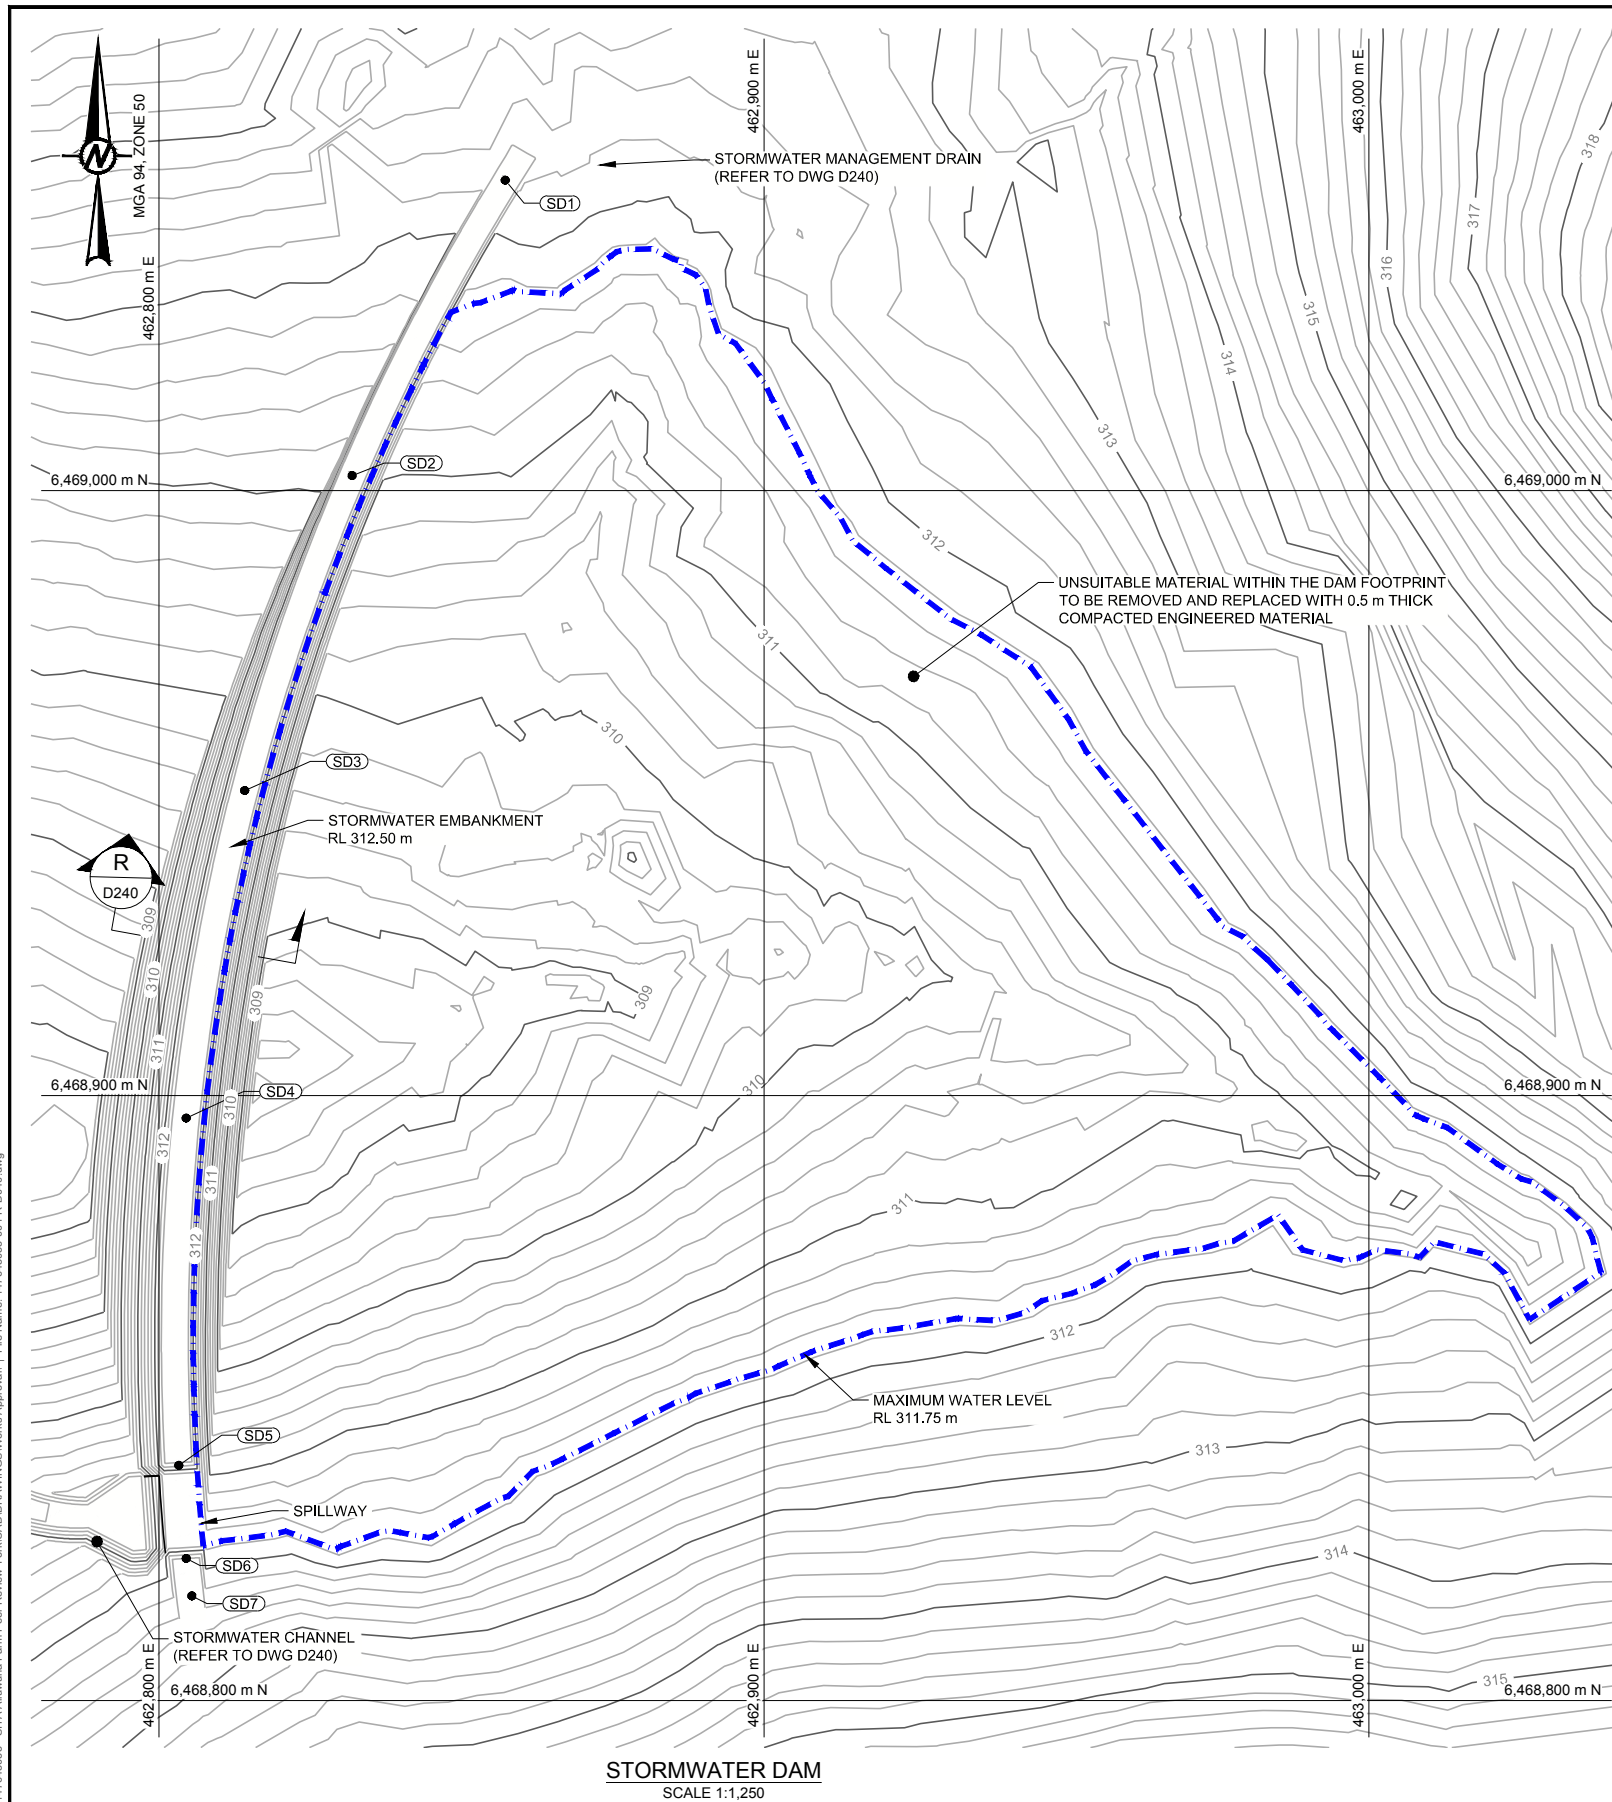 462,900 m E
463,000 m E
MGA 94, ZONE 50
N
462,800 m E
318
317
316
315
314
313
STORMWATER MANAGEMENT DRAIN
(REFER TO DWG D240)
SD1
SD2
6,469,000 m N
6,469,000 m N
312
UNSUITABLE MATERIAL WITHIN THE DAM FOOTPRINT
TO BE REMOVED AND REPLACED WITH 0.5 m THICK
COMPACTED ENGINEERED MATERIAL
311
310
SD3
STORMWATER EMBANKMENT
RL 312.50 m
R
D240
309
310
311
312
309
309
310
311
312
6,468,900 m N
SD4
310
6,468,900 m N
311
312
MAXIMUM WATER LEVEL
RL 311.75 m
313
SD5
SPILLWAY
SD6
314
SD7
STORMWATER CHANNEL
(REFER TO DWG D240)
315
462,800 m E
6,468,800 m N
462,900 m E
463,000 m E
6,468,800 m N
STORMWATER DAM
SCALE 1:1,250